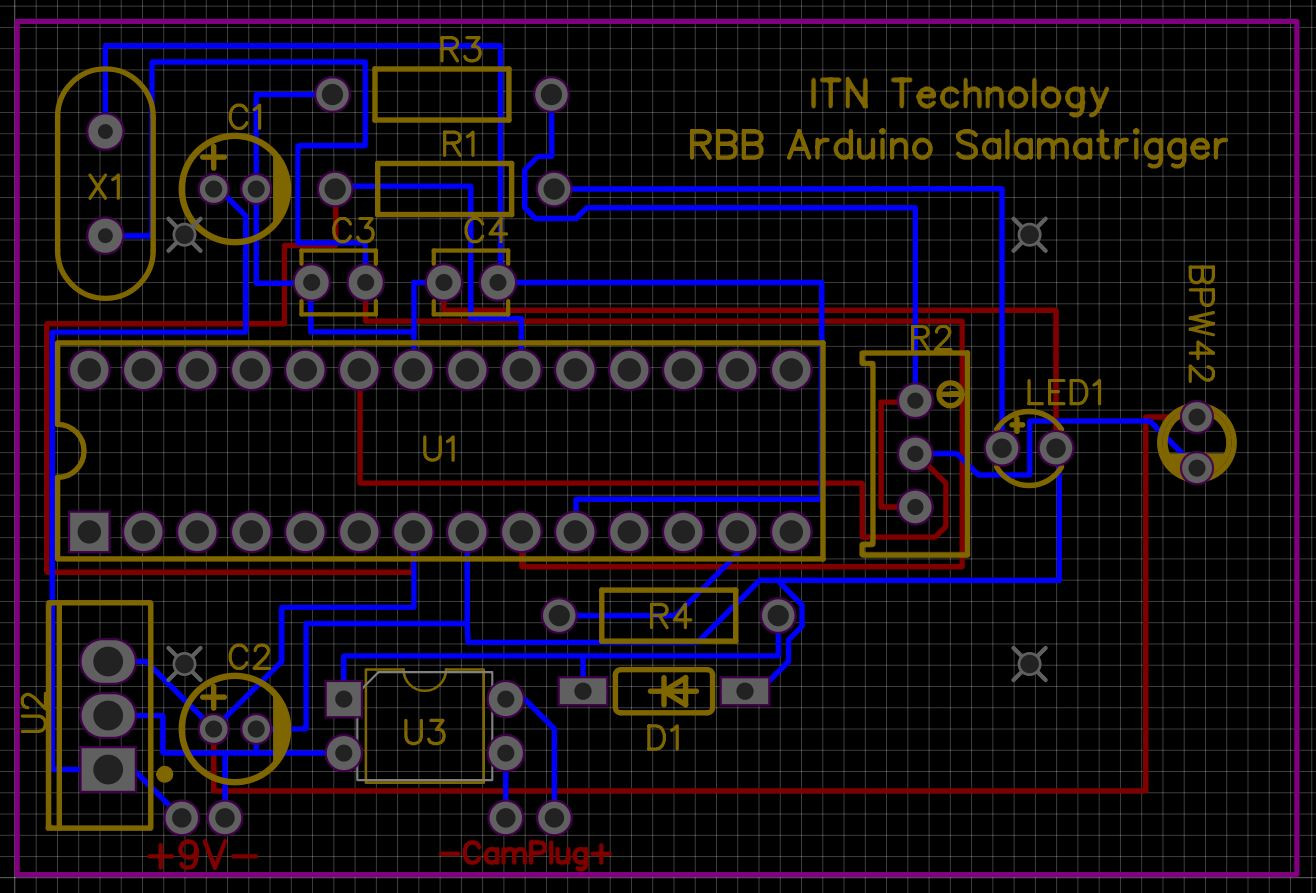 R3
ITN Technology
C1
R1
RBB Arduino Salamatrigger
X1
C3
C4
BPW42
R2
LED1
U1
R4
C2
U2
U3
D1
+9V-
-CamPlug+